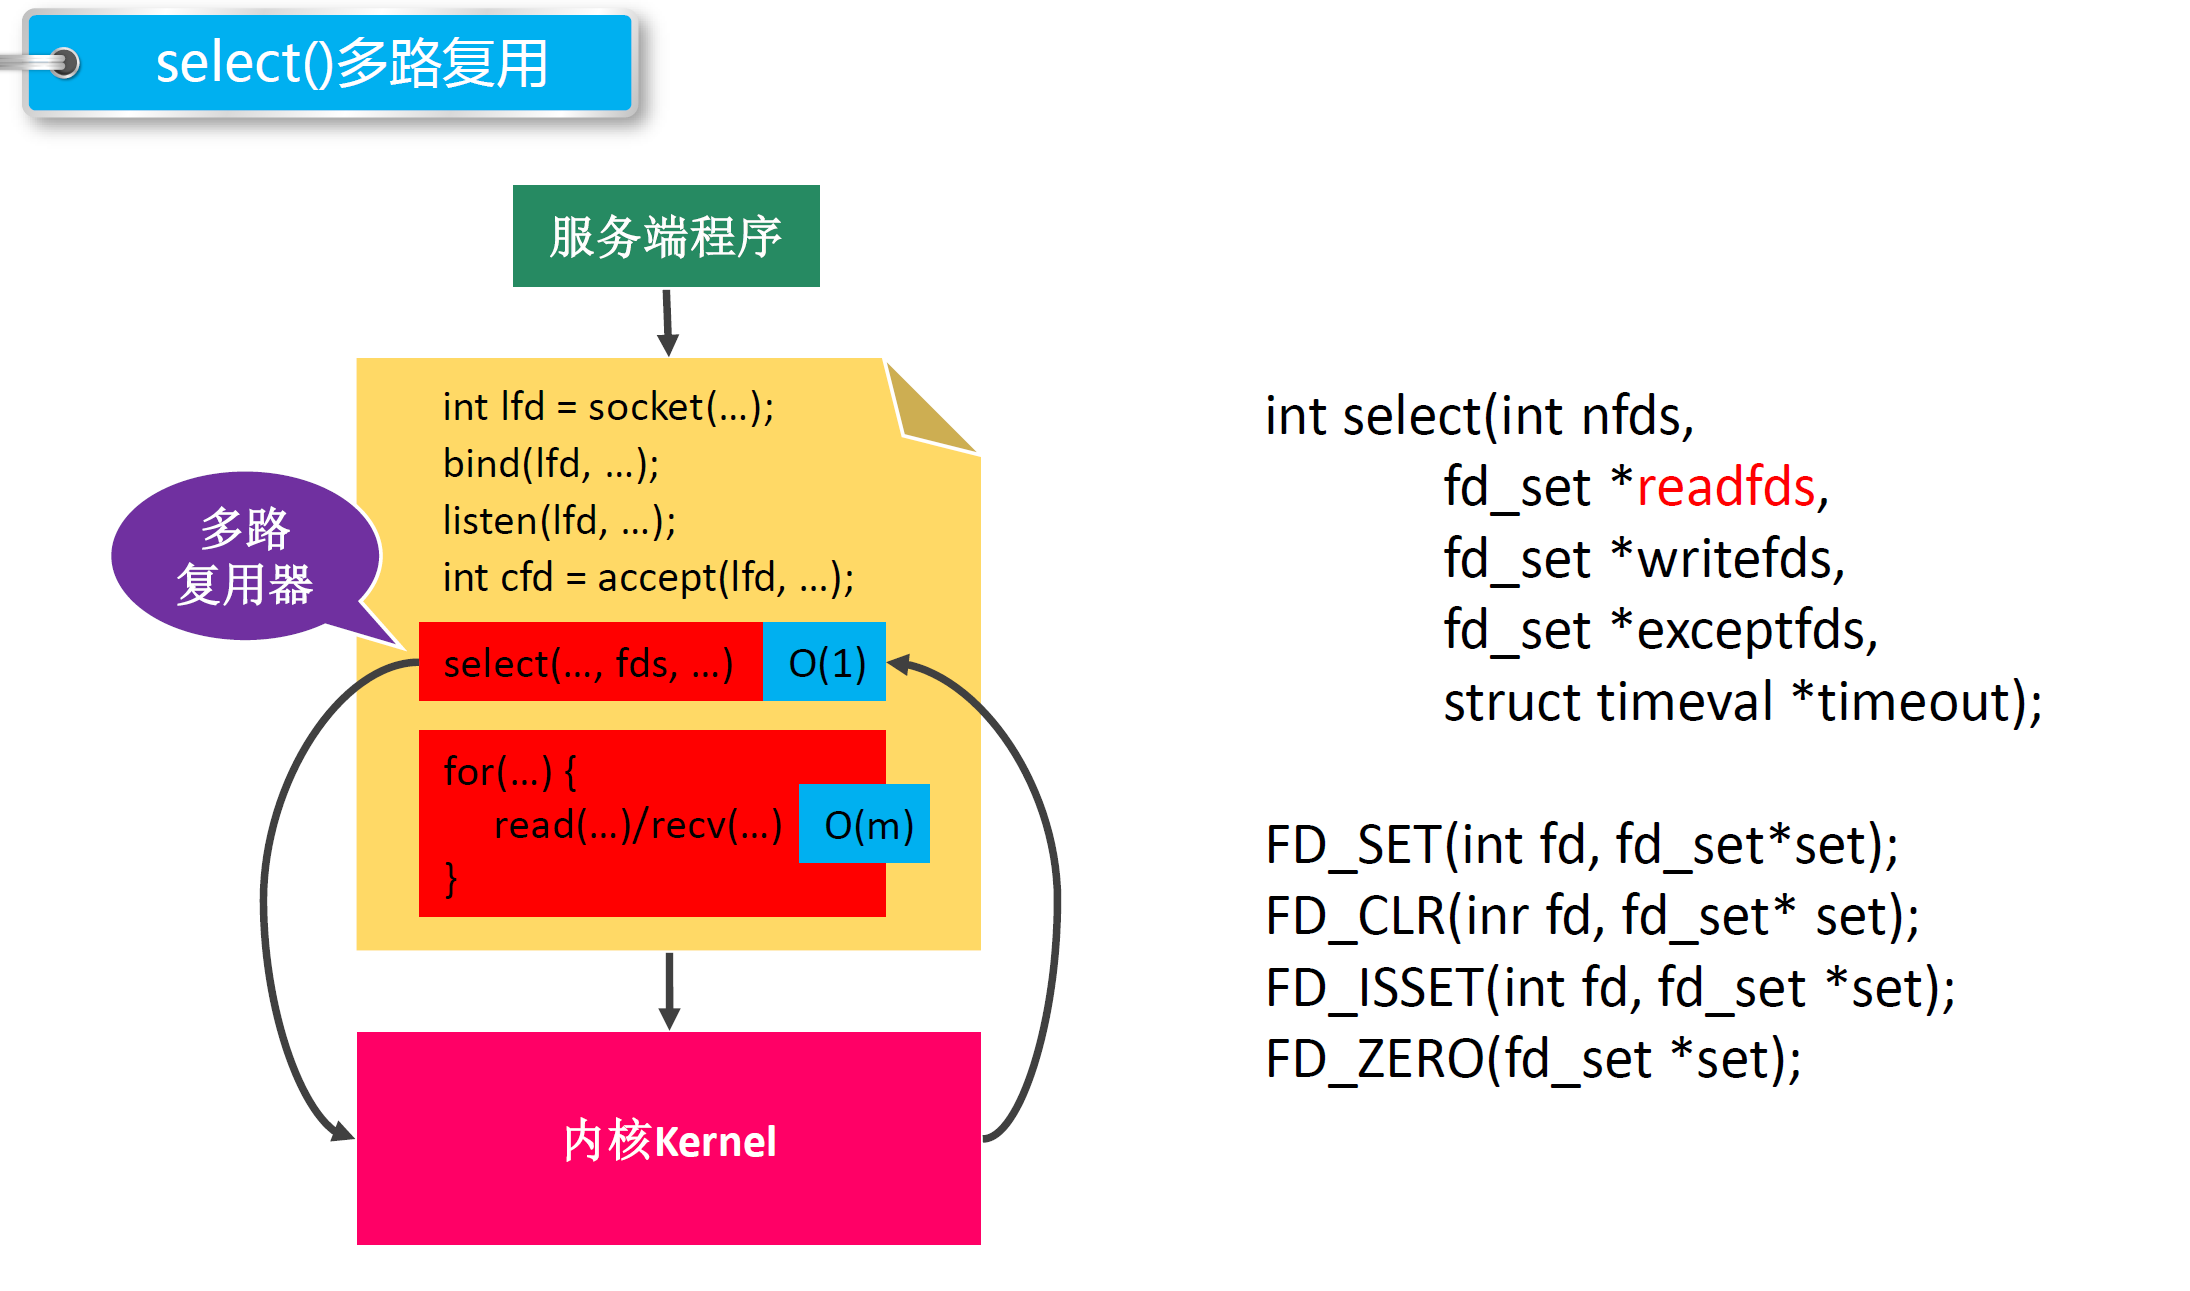 select()多路复用
服务端程序
int lfd = socket(...);
bind(lfd, ...);
listen(lfd, ...);
int cfd = accept(lfd, ...);
多路
复用器
select(..., fds, ...)
O(1)
for(...) {
read(...)/recv(...)
O(m)
}
内核Kernel
int select(int nfds,
fd_set *readfds,
fd_set *writefds,
fd_set *exceptfds,
struct timeval *timeout);
FD_SET(int fd, fd_set*set);
FD_CLR(inr fd, fd_set* set);
FD_ISSET(int fd, fd_set *set);
FD_ZERO(fd_set *set);